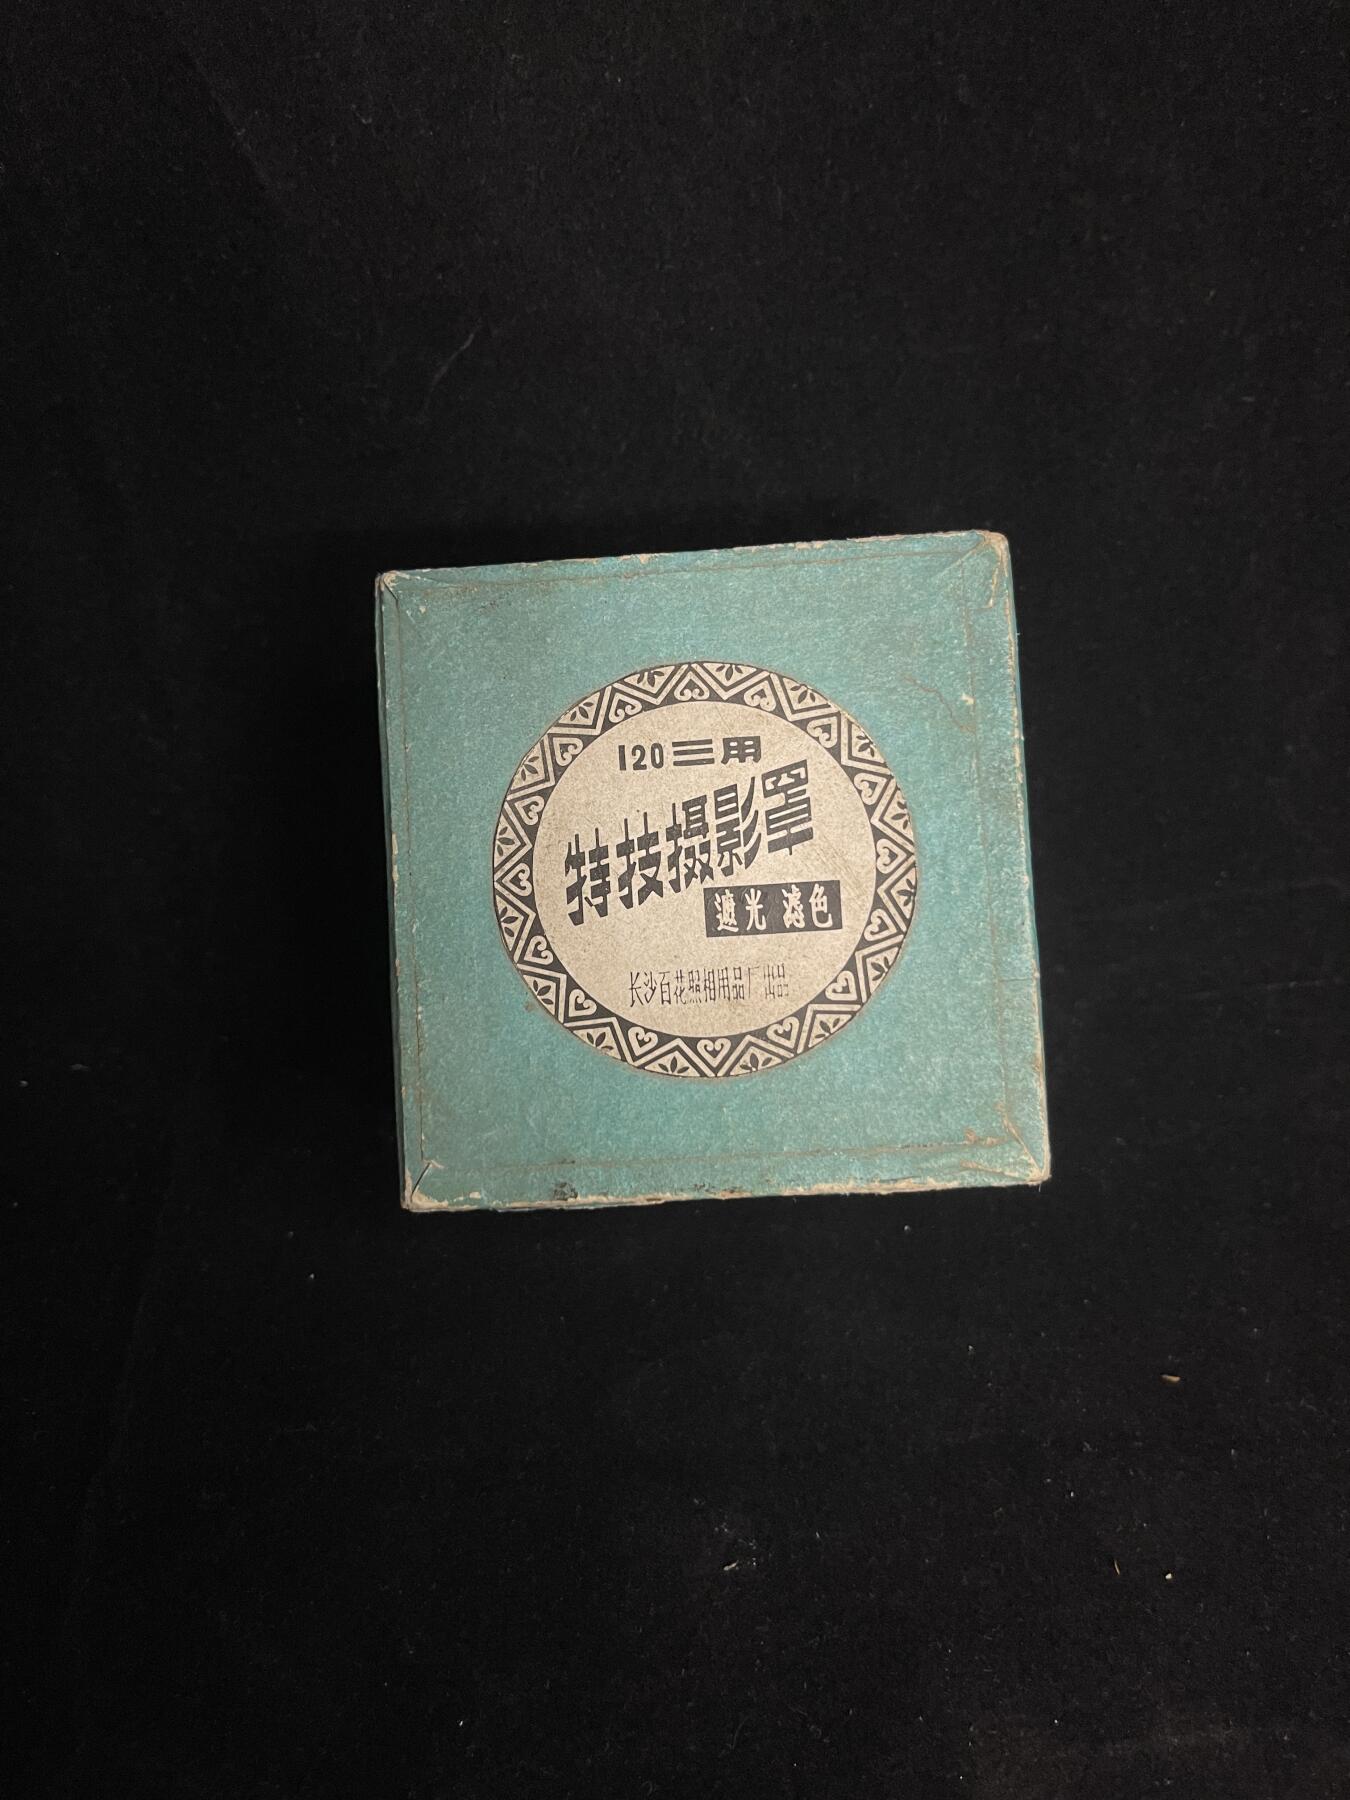 120三用
特技摄影罩
遮光 滤色
长沙百花照相用品厂出品